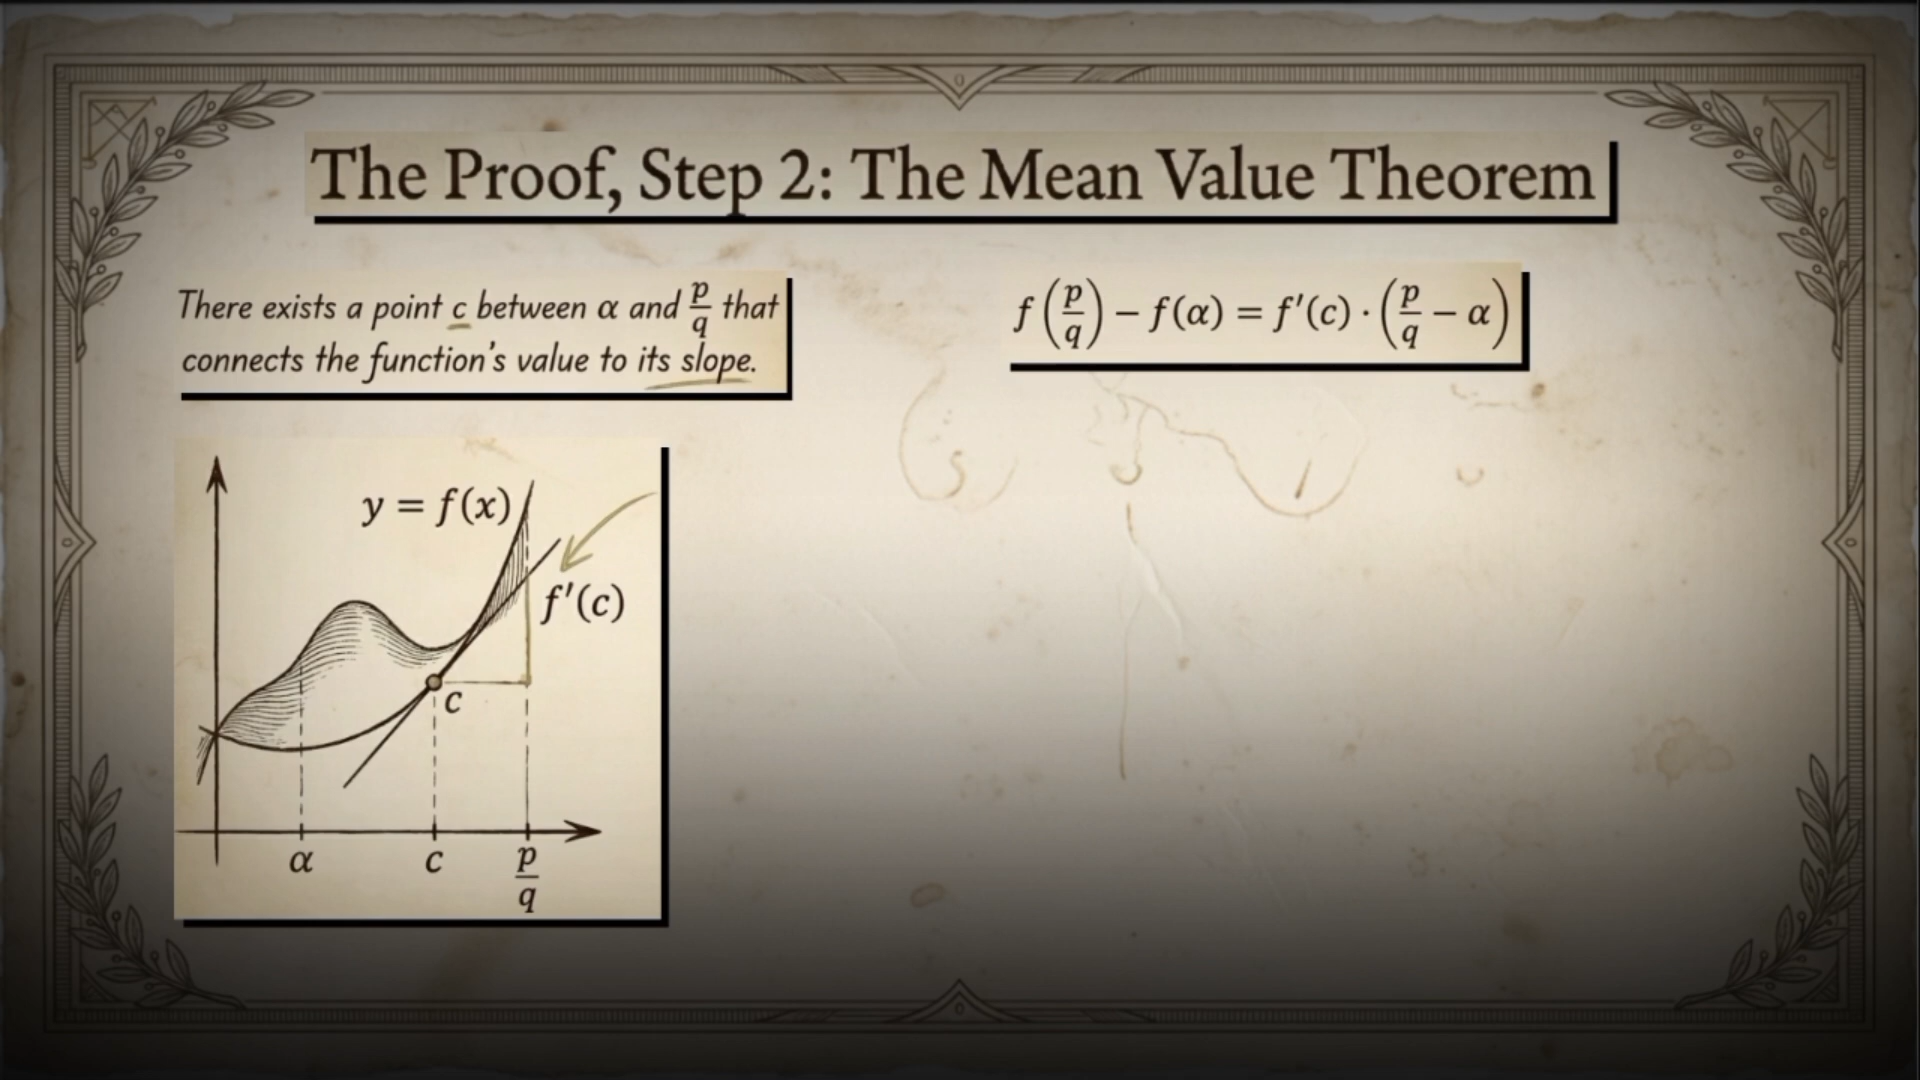 The Proof, Step 2: The Mean Value Theorem
There exists a point c between α and p/q that
connects the function's value to its slope.
f(p/q) − f(α) = f′(c) · (p/q − α)
y = f(x)
f′(c)
c
α c p/q